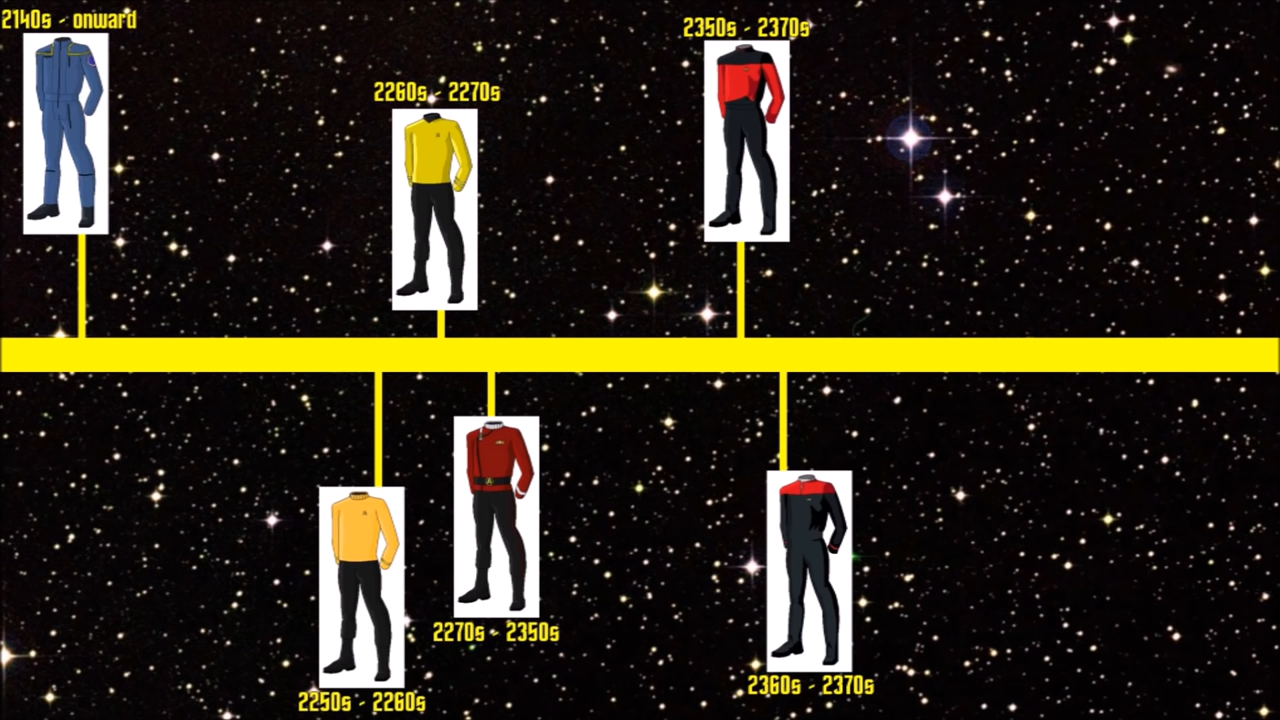 2140s - onward
2350s - 2370s
2260s - 2270s
2270s - 2350s
2360s - 2370s
2250s - 2260s